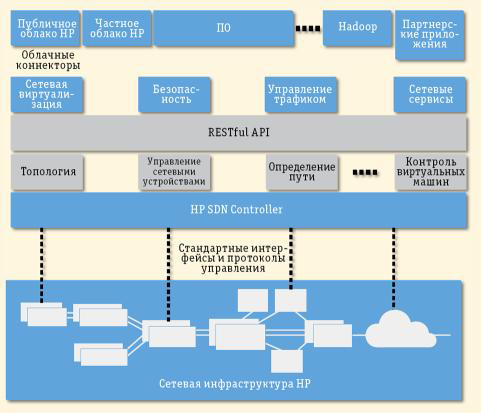 Публичное
облако HP
Частное
облако HP
ПО
Hadoop
Партнерс-
кие прило-
жения
Облачные
коннекторы
Сетевая
виртуали-
зация
Безопас-
ность
Управление
трафиком
Сетевые
сервисы
RESTful API
Топология
Управление
сетевыми
устройствами
Определение
пути
Контроль
виртуальных
машин
HP SDN Controller
Стандартные интер-
фейсы и протоколы
управления
Сетевая инфраструктура HP